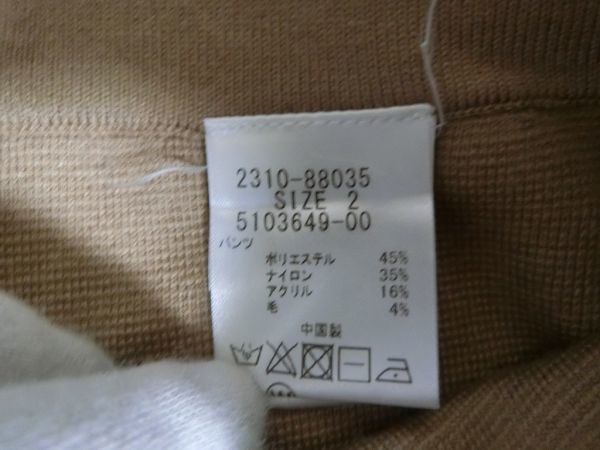 2310-88035
SIZE 2
5103649-00
パンツ
ポリエステル 45%
ナイロン 35%
アクリル 16%
毛 4%
中国製